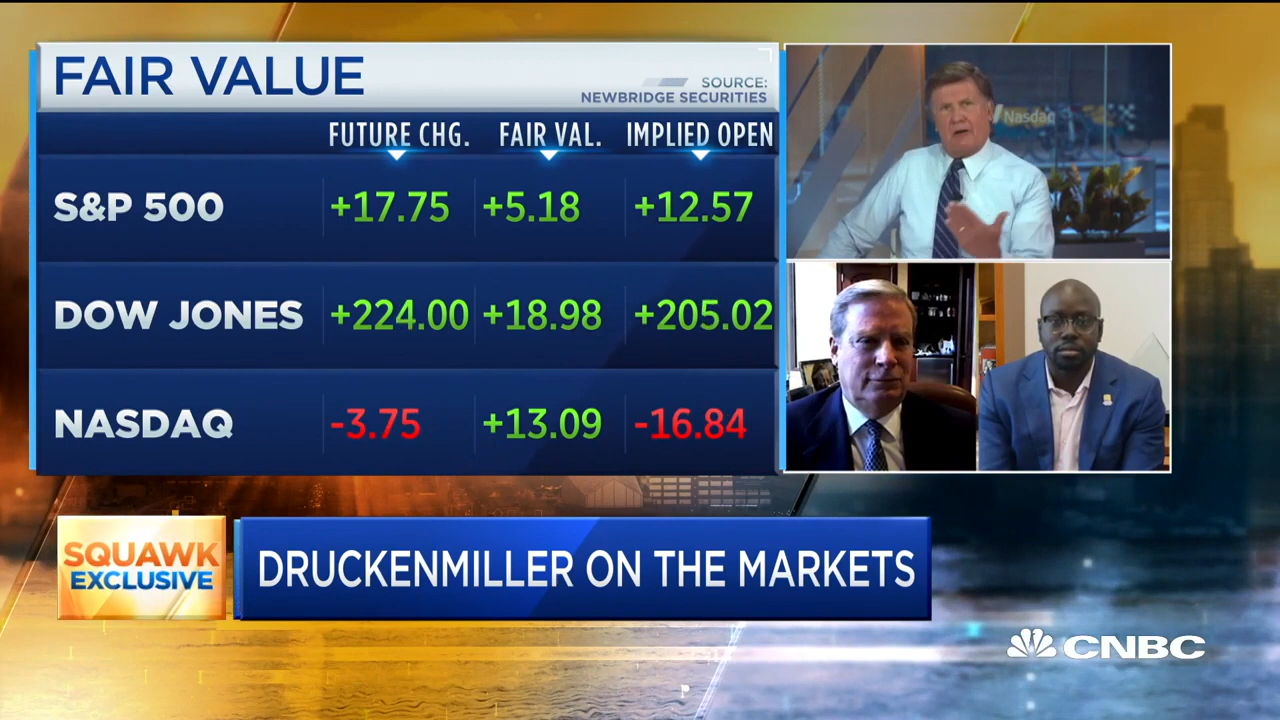 FAIR VALUE
SOURCE:
NEWBRIDGE SECURITIES
FUTURE CHG. FAIR VAL. IMPLIED OPEN
S&P 500 +17.75 +5.18 +12.57
DOW JONES +224.00 +18.98 +205.02
NASDAQ -3.75 +13.09 -16.84
Nasdaq
SQUAWK
EXCLUSIVE
DRUCKENMILLER ON THE MARKETS
CNBC